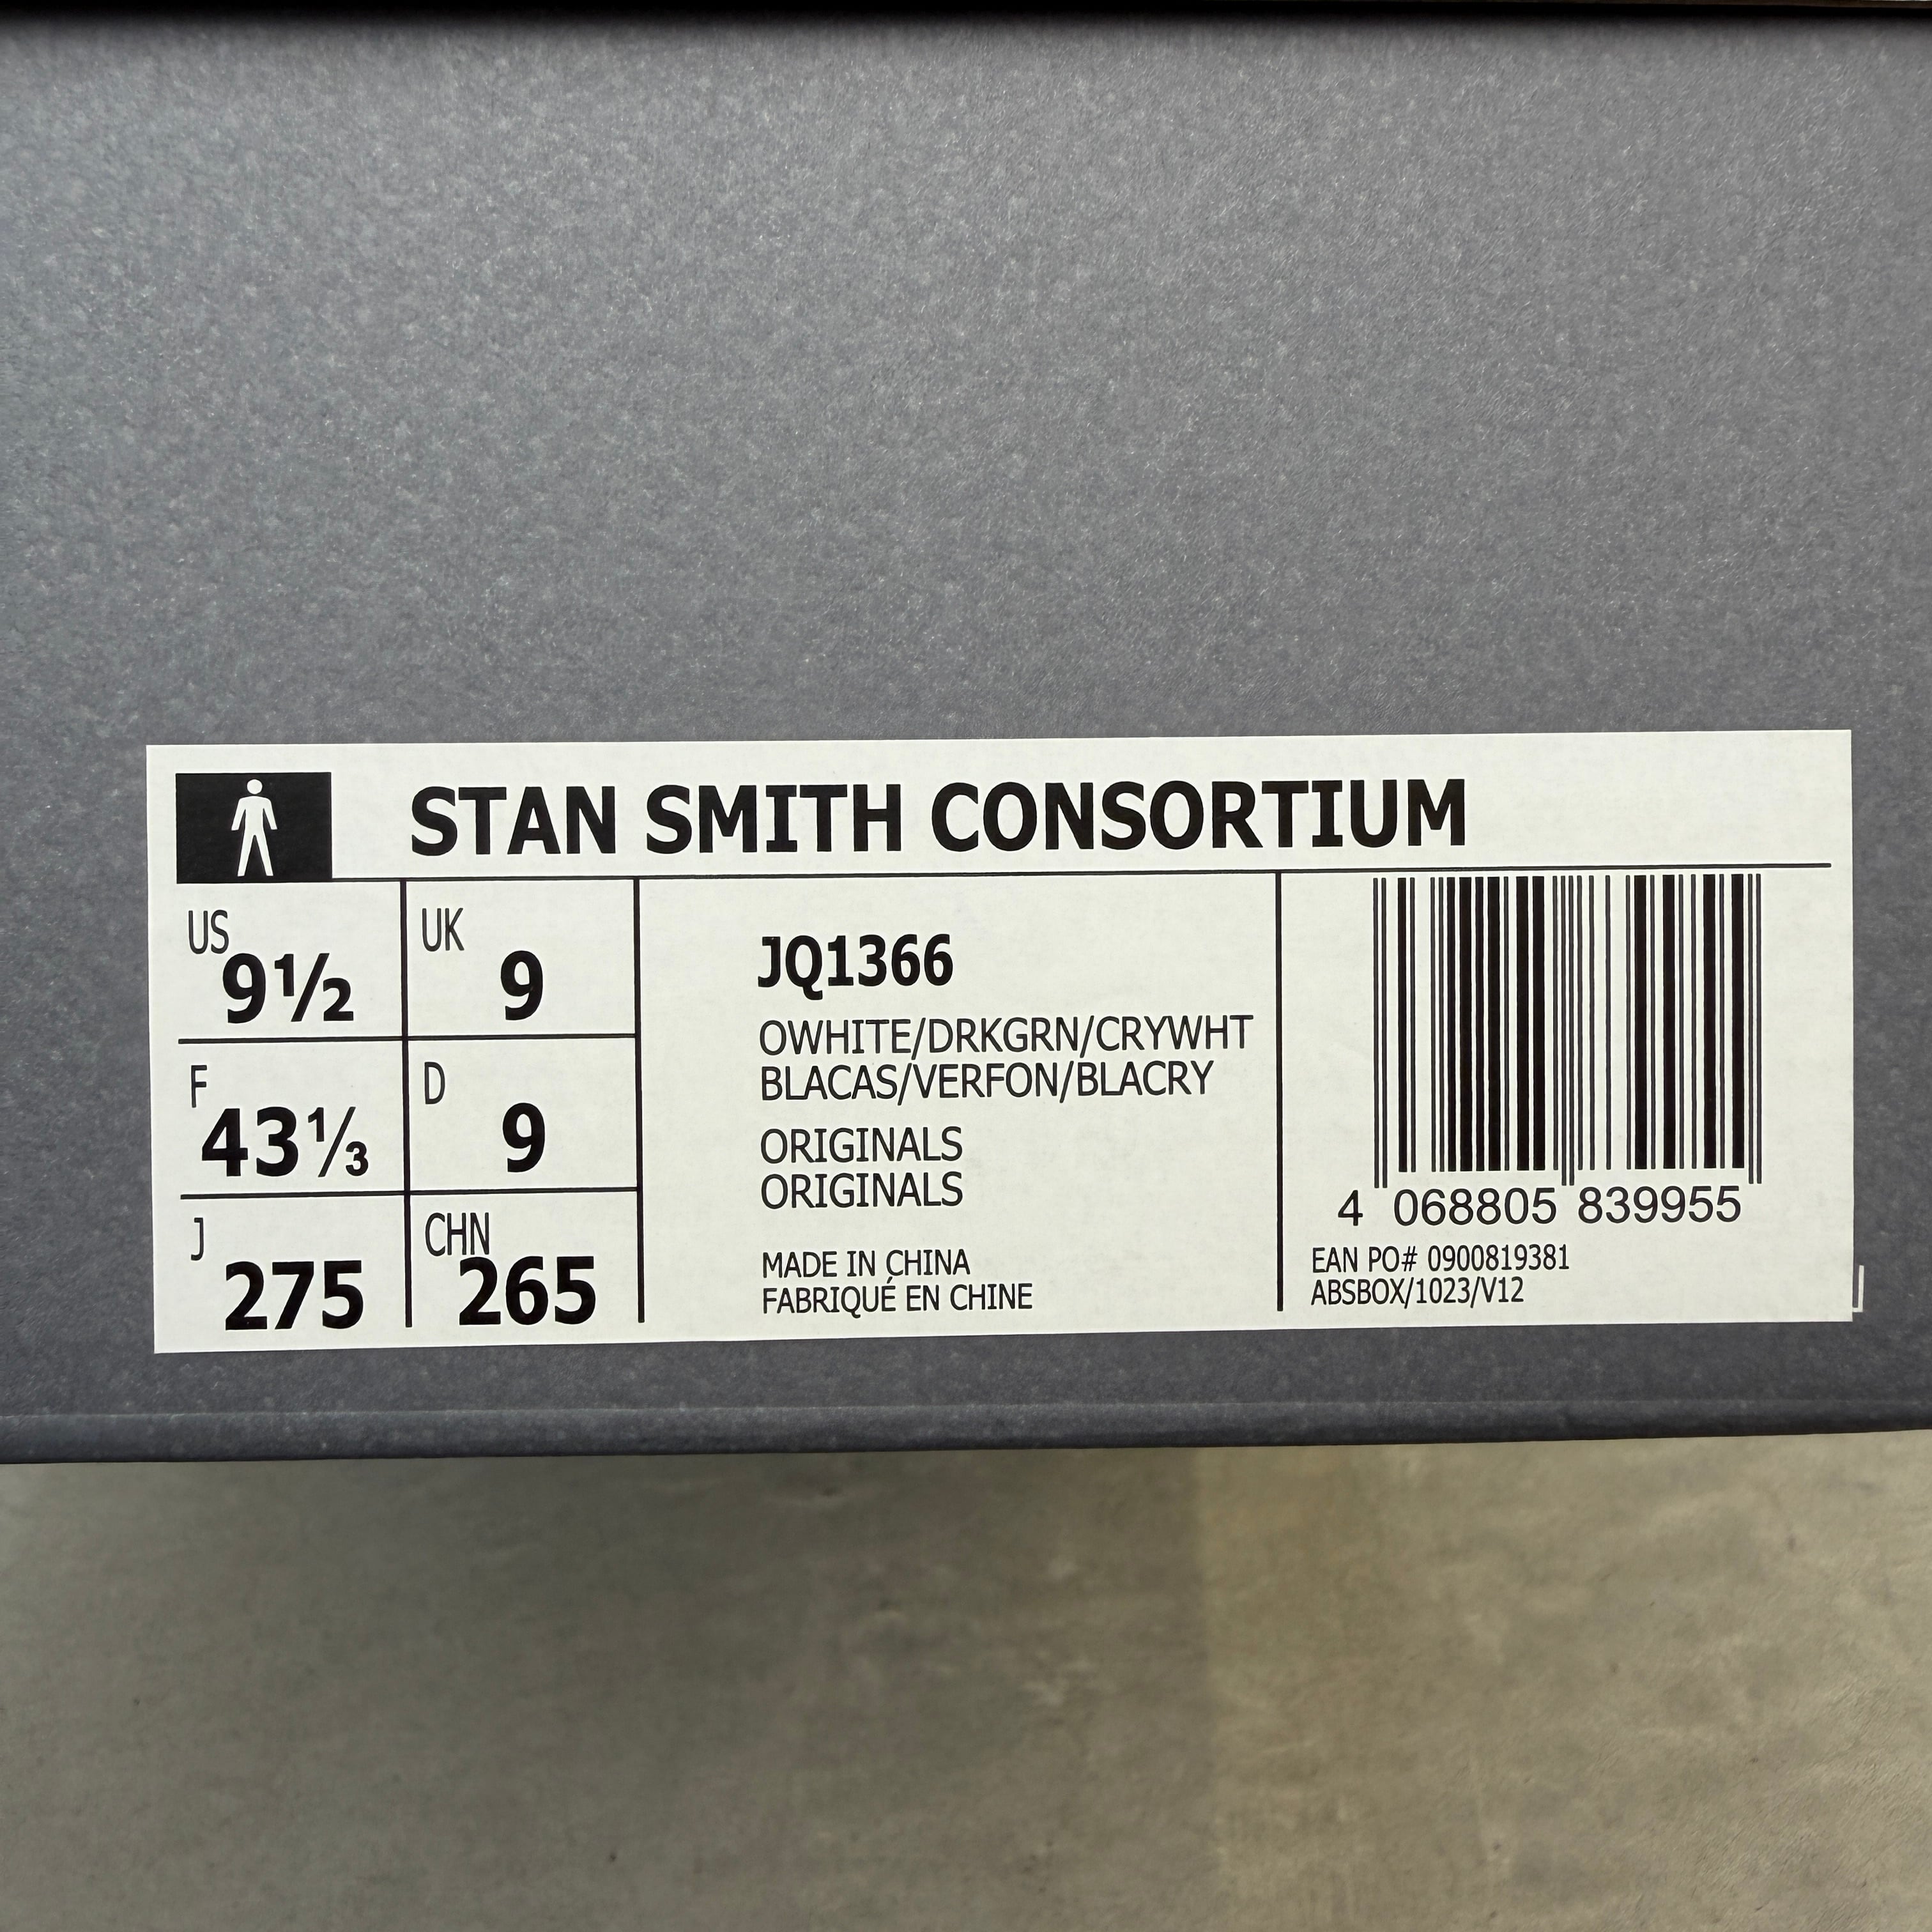 STAN SMITH CONSORTIUM
US
9½
UK
9
F
43⅓
D
9
J
275
CHN
265
JQ1366
OWHITE/DRKGRN/CRYWHT
BLACAS/VERFON/BLACRY
ORIGINALS
ORIGINALS
MADE IN CHINA
FABRIQUÉ EN CHINE
4 068805 839955
EAN PO# 0900819381
ABSBOX/1023/V12